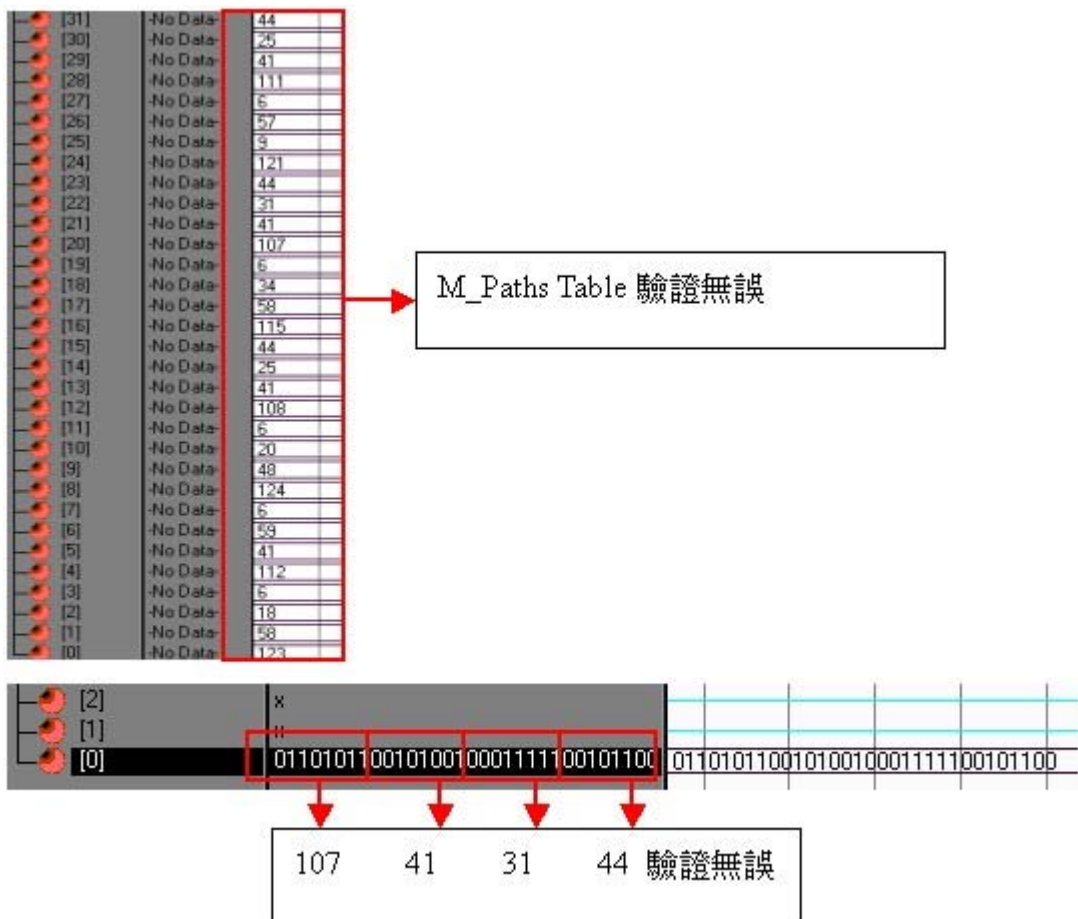 [31] -No Data- 44
[30] -No Data- 25
[29] -No Data- 41
[28] -No Data- 111
[27] -No Data- 6
[26] -No Data- 57
[25] -No Data- 9
[24] -No Data- 121
[23] -No Data- 44
[22] -No Data- 31
[21] -No Data- 41
[20] -No Data- 107
[19] -No Data- 6
[18] -No Data- 34
[17] -No Data- 58
[16] -No Data- 115
[15] -No Data- 44
[14] -No Data- 25
[13] -No Data- 41
[12] -No Data- 108
[11] -No Data- 6
[10] -No Data- 20
[9] -No Data- 48
[8] -No Data- 124
[7] -No Data- 6
[6] -No Data- 59
[5] -No Data- 41
[4] -No Data- 112
[3] -No Data- 6
[2] -No Data- 18
[1] -No Data- 58
[0] -No Data- 123
M_Paths Table 驗證無誤
[2] x
[1]
[0] 01101011001010010001111100101100 01101011001010010001111100101100
107 41 31 44 驗證無誤